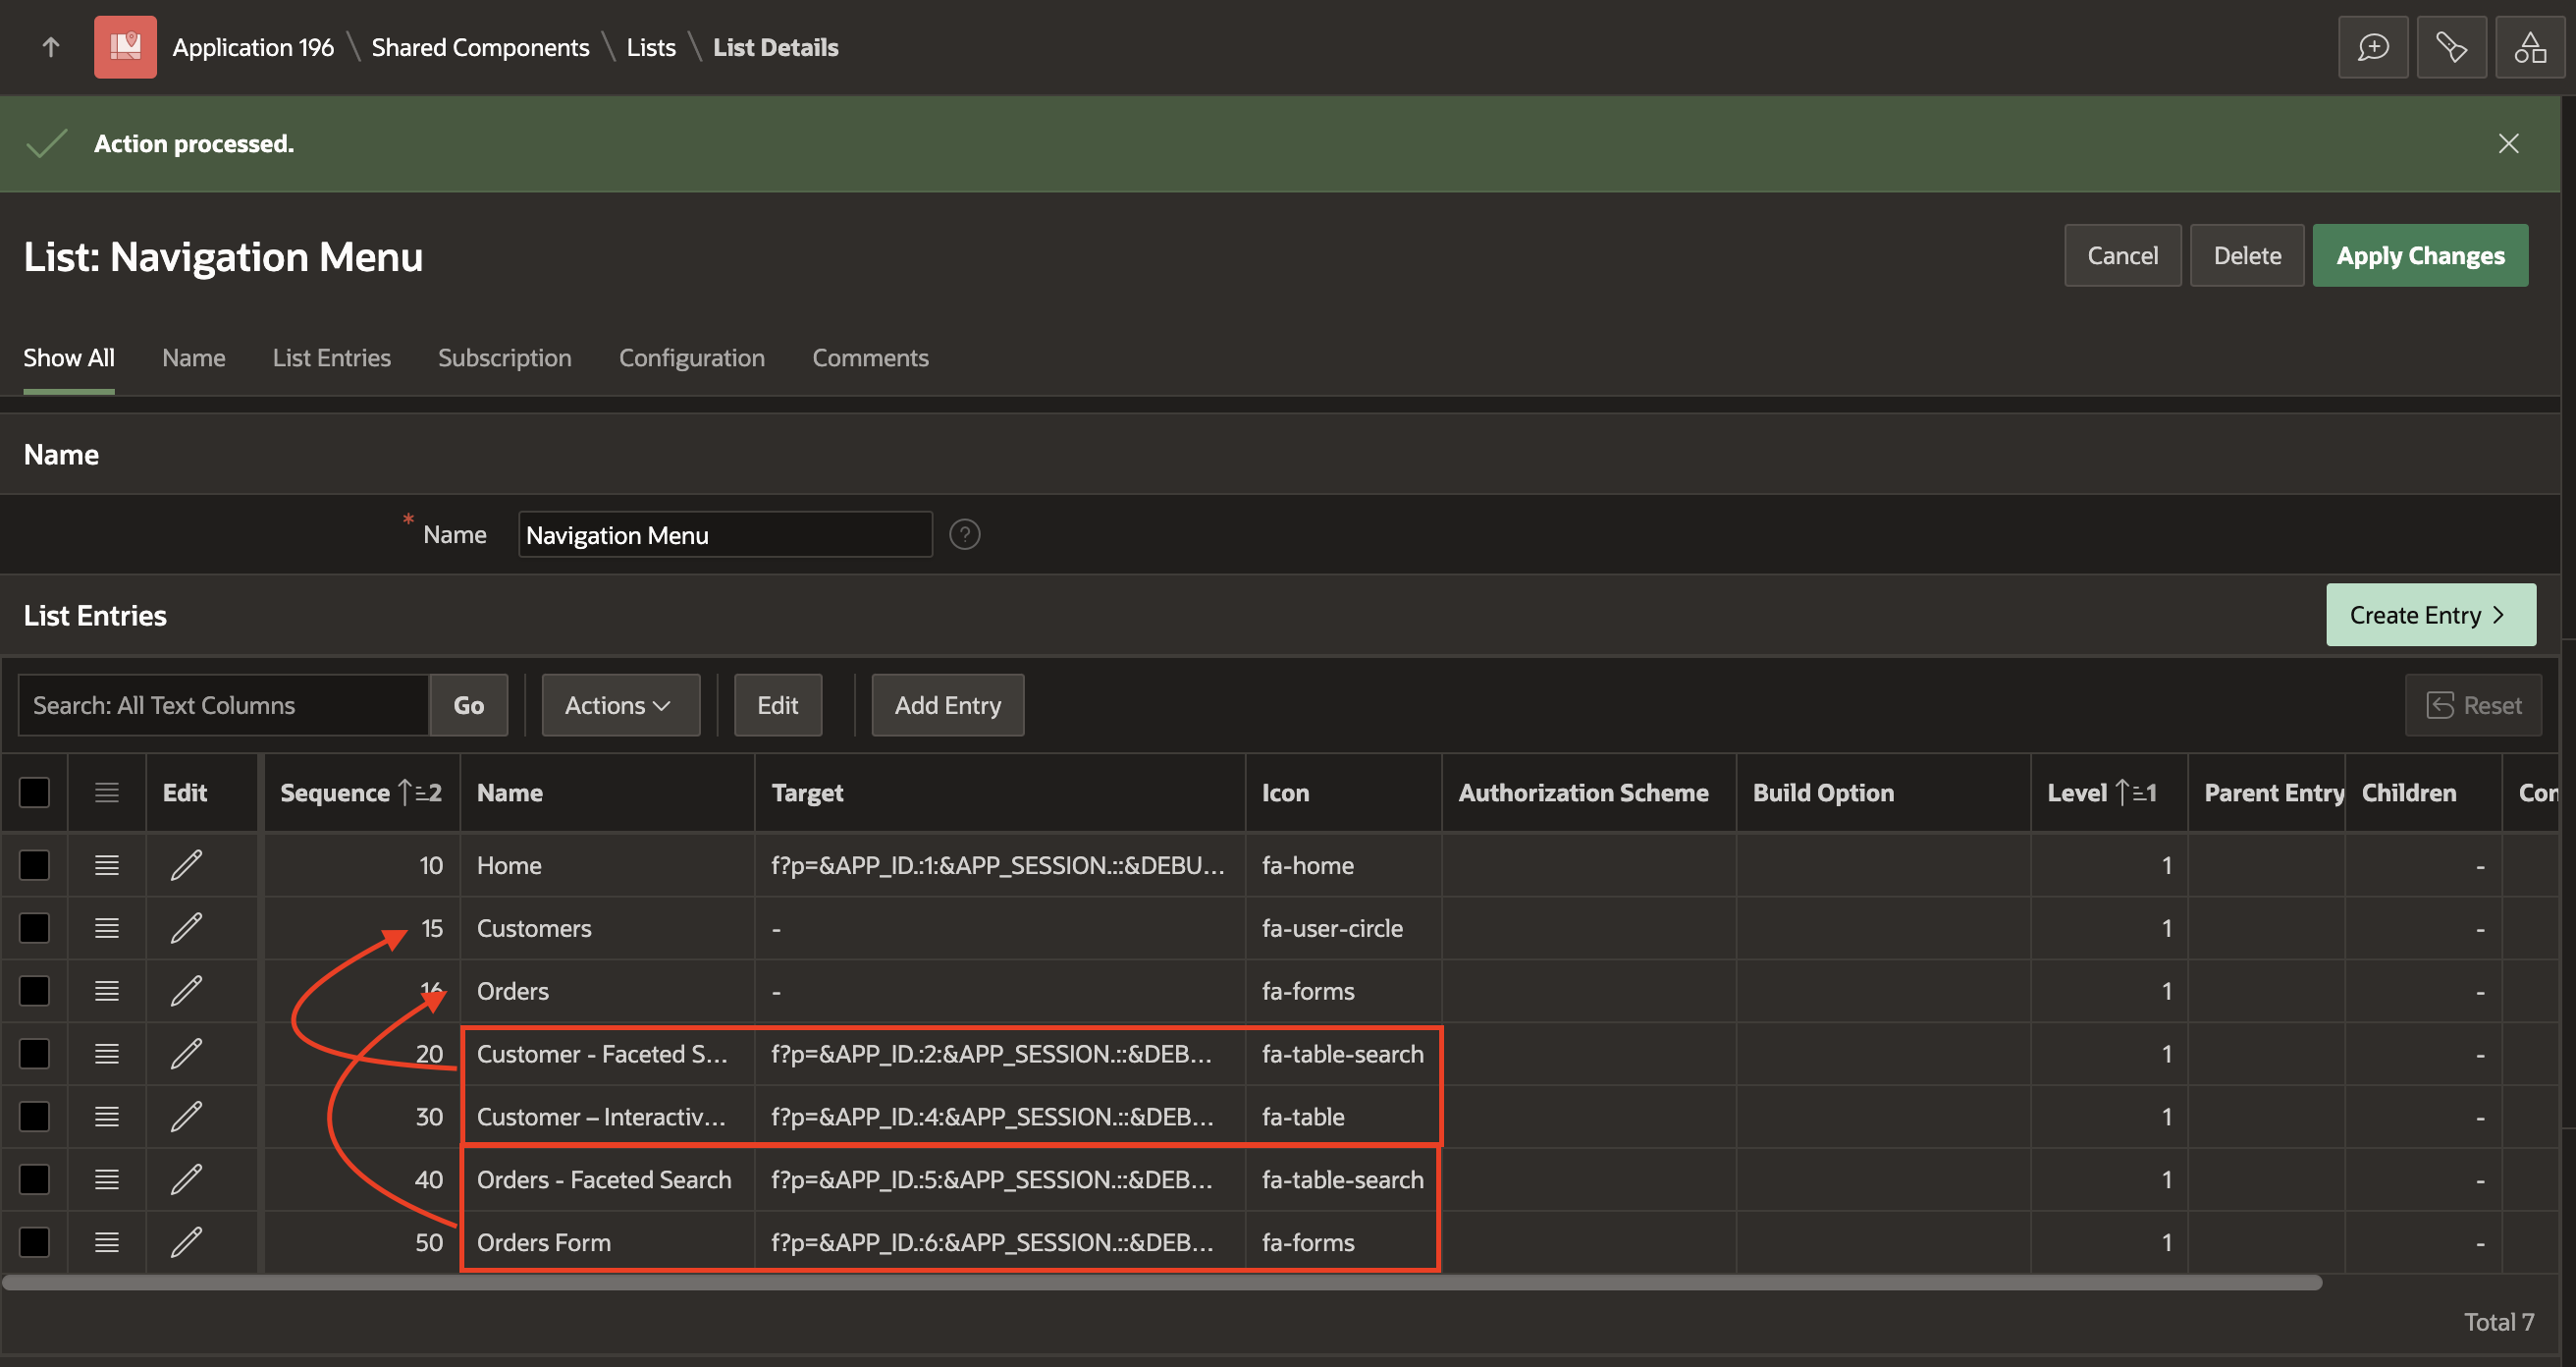 Application 196 \ Shared Components \ Lists \ List Details
Action processed.
List: Navigation Menu
Cancel Delete Apply Changes
Show All Name List Entries Subscription Configuration Comments
Name
* Name Navigation Menu ?
List Entries
Create Entry >
Search: All Text Columns Go Actions Edit Add Entry Reset
Edit Sequence 2 Name Target Icon Authorization Scheme Build Option Level 1 Parent Entry Children Con
10 Home f?p=&APP_ID.:1:&APP_SESSION.::&DEBU... fa-home 1 -
15 Customers - fa-user-circle 1 -
16 Orders - fa-forms 1 -
20 Customer - Faceted S... f?p=&APP_ID.:2:&APP_SESSION.::&DEB... fa-table-search 1 -
30 Customer – Interactiv... f?p=&APP_ID.:4:&APP_SESSION.::&DEB... fa-table 1 -
40 Orders - Faceted Search f?p=&APP_ID.:5:&APP_SESSION.::&DEB... fa-table-search 1 -
50 Orders Form f?p=&APP_ID.:6:&APP_SESSION.::&DEB... fa-forms 1 -
Total 7